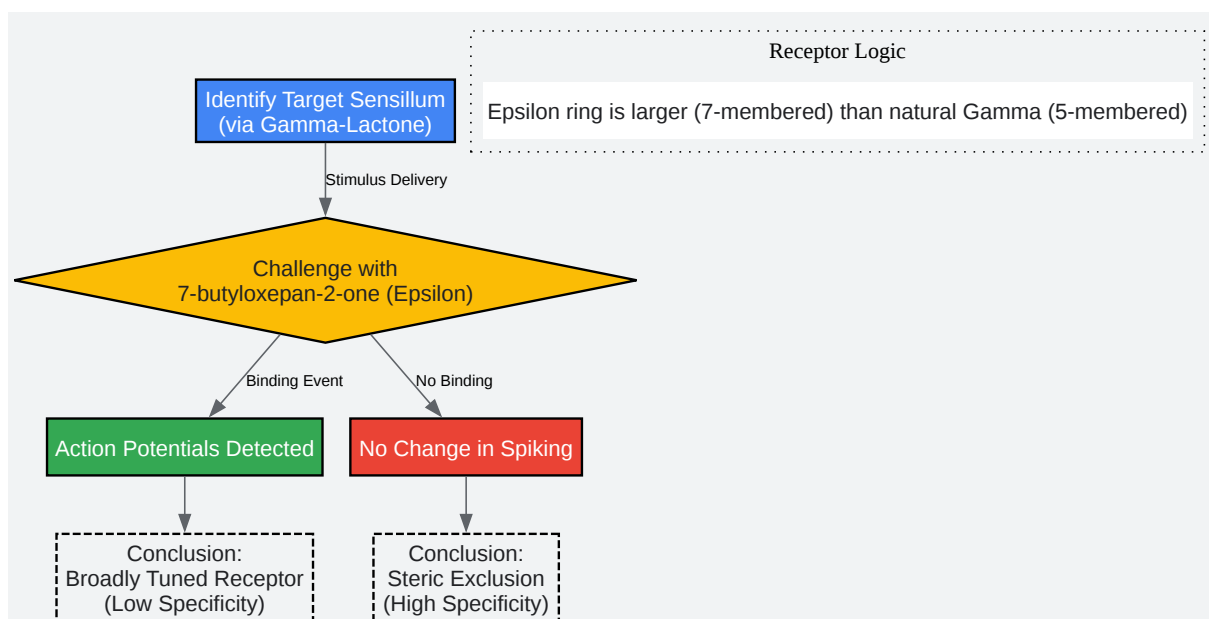 Receptor Logic
Epsilon ring is larger (7-membered) than natural Gamma (5-membered)
Identify Target Sensillum
(via Gamma-Lactone)
Stimulus Delivery
Challenge with
7-butyloxepan-2-one (Epsilon)
Binding Event
No Binding
Action Potentials Detected
No Change in Spiking
Conclusion:
Broadly Tuned Receptor
(Low Specificity)
Conclusion:
Steric Exclusion
(High Specificity)